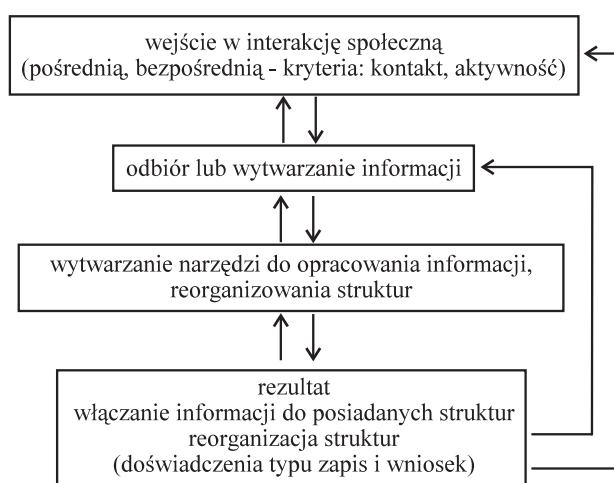 wejście w interakcję społeczną
(pośrednią, bezpośrednią - kryteria: kontakt, aktywność)
odbiór lub wytwarzanie informacji
wytwarzanie narzędzi do opracowania informacji,
reorganizowania struktur
rezultat
włączanie informacji do posiadanych struktur
reorganizacja struktur
(doświadczenia typu zapis i wniosek)